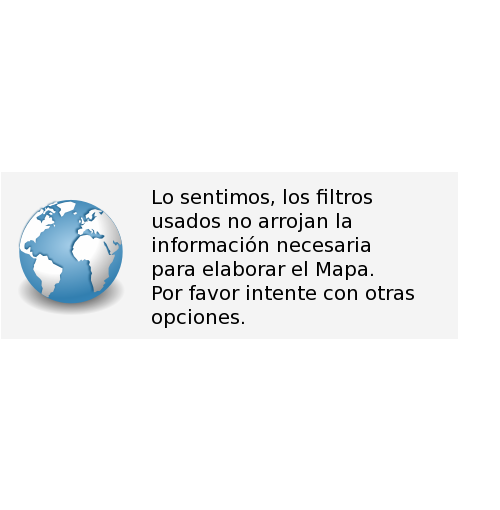 Lo sentimos, los filtros
usados no arrojan la
información necesaria
para elaborar el Mapa.
Por favor intente con otras
opciones.